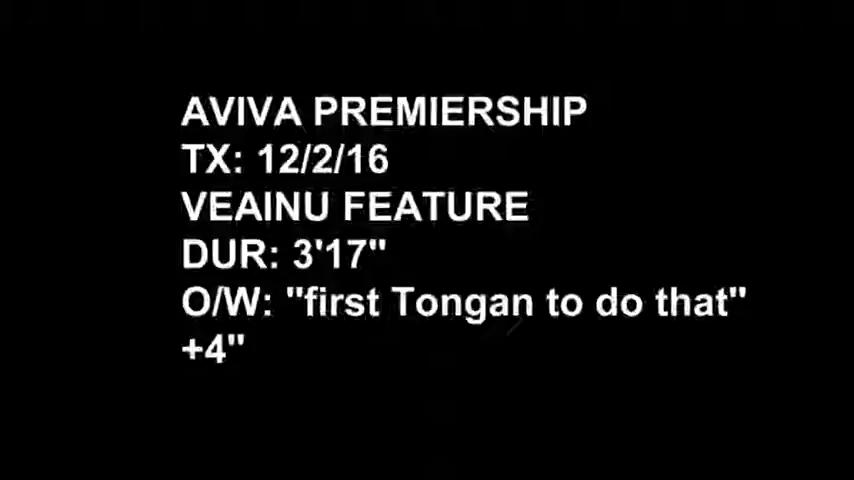 AVIVA PREMIERSHIP
TX: 12/2/16
VEAINU FEATURE
DUR: 3'17"
O/W: "first Tongan to do that"
+4"